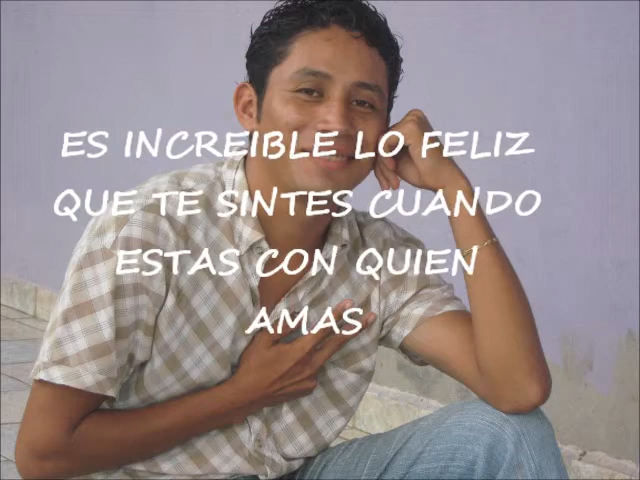 ES INCREIBLE LO FELIZ
QUE TE SINTES CUANDO
ESTAS CON QUIEN
AMAS